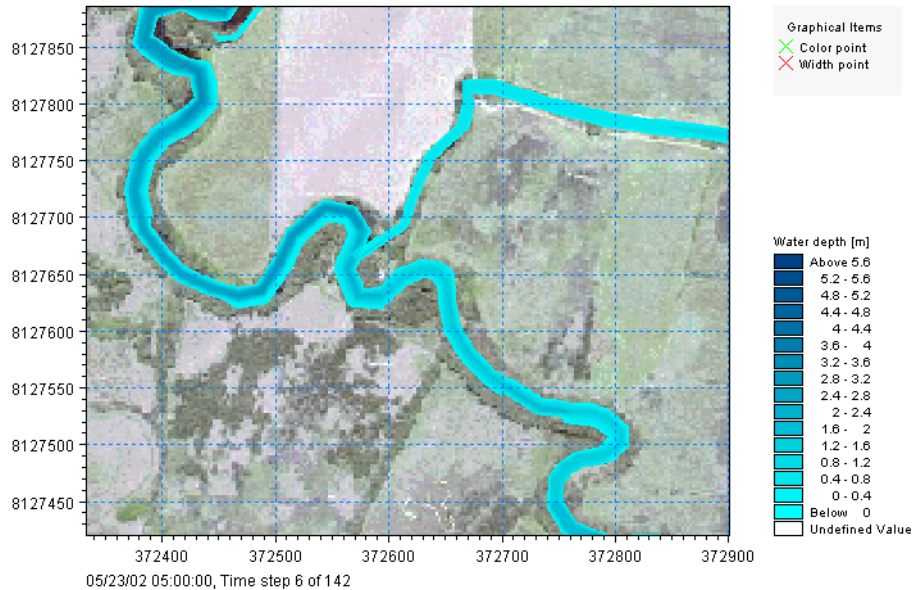 Graphical Items
Color point
Width point
8127850
8127800
8127750
8127700
8127650
8127600
8127550
8127500
8127450
372400 372500 372600 372700 372800 372900
05/23/02 05:00:00, Time step 6 of 142
Water depth [m]
Above 5.6
5.2 - 5.6
4.8 - 5.2
4.4 - 4.8
4 - 4.4
3.6 - 4
3.2 - 3.6
2.8 - 3.2
2.4 - 2.8
2 - 2.4
1.6 - 2
1.2 - 1.6
0.8 - 1.2
0.4 - 0.8
0 - 0.4
Below 0
Undefined Value